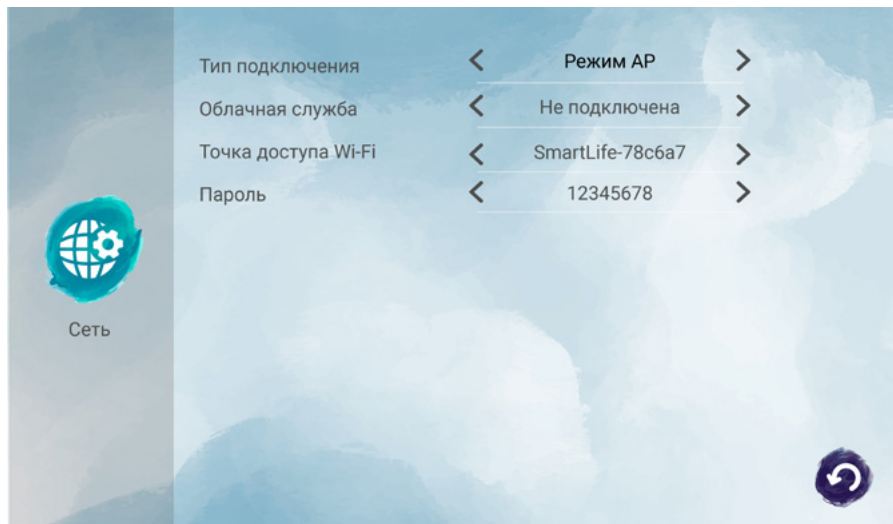 Тип подключения Режим AP
Облачная служба Не подключена
Точка доступа Wi-Fi SmartLife-78c6a7
Пароль 12345678
Сеть